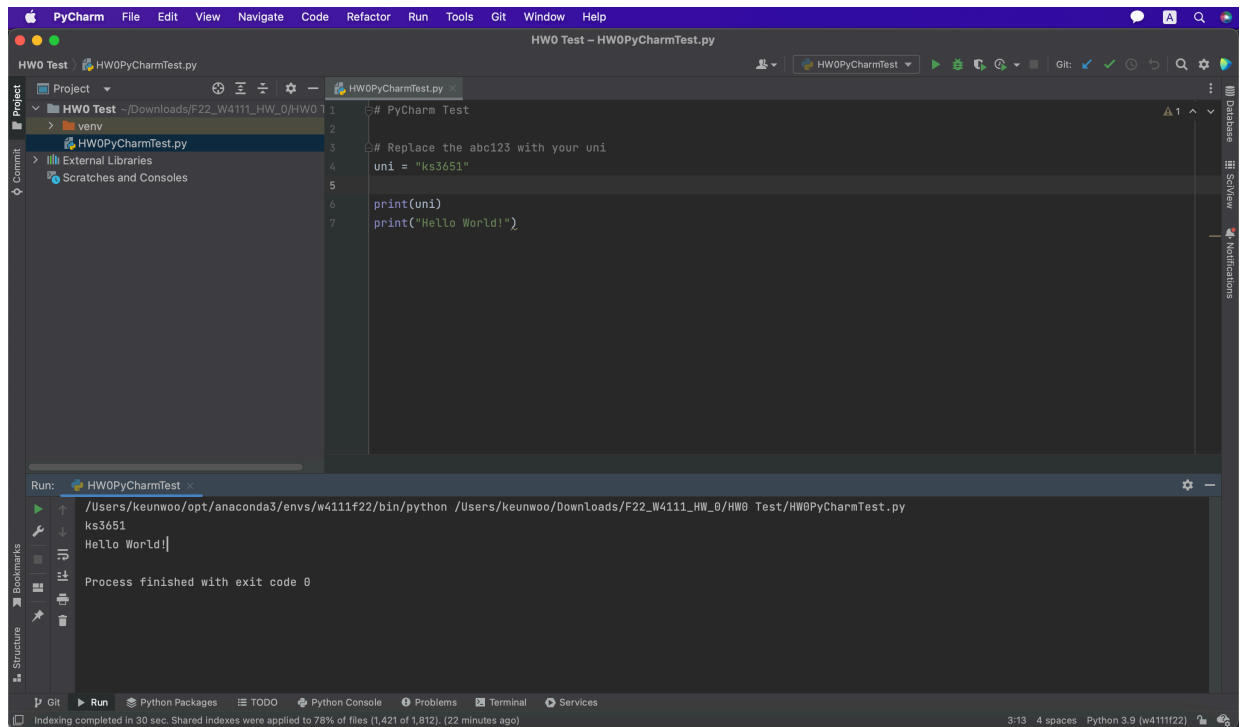 PyCharm File Edit View Navigate Code Refactor Run Tools Git Window Help A
HW0 Test – HW0PyCharmTest.py
HW0 Test HW0PyCharmTest.py HW0PyCharmTest Git:
Project
Project HW0PyCharmTest.py
HW0 Test ~/Downloads/F22_W4111_HW_0/HW0 T
venv
HW0PyCharmTest.py
External Libraries
Scratches and Consoles
Commit
1 # PyCharm Test
2
3 # Replace the abc123 with your uni
4 uni = "ks3651"
5
6 print(uni)
7 print("Hello World!")
1
Database
SciView
Notifications
Run: HW0PyCharmTest
/Users/keunwoo/opt/anaconda3/envs/w4111f22/bin/python /Users/keunwoo/Downloads/F22_W4111_HW_0/HW0 Test/HW0PyCharmTest.py
ks3651
Hello World!
Process finished with exit code 0
Bookmarks
Structure
Git Run Python Packages TODO Python Console Problems Terminal Services
Indexing completed in 30 sec. Shared indexes were applied to 78% of files (1,421 of 1,812). (22 minutes ago) 3:13 4 spaces Python 3.9 (w4111f22)